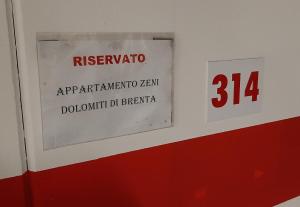 RISERVATO
APPARTAMENTO ZENI
DOLOMITI DI BRENTA
314